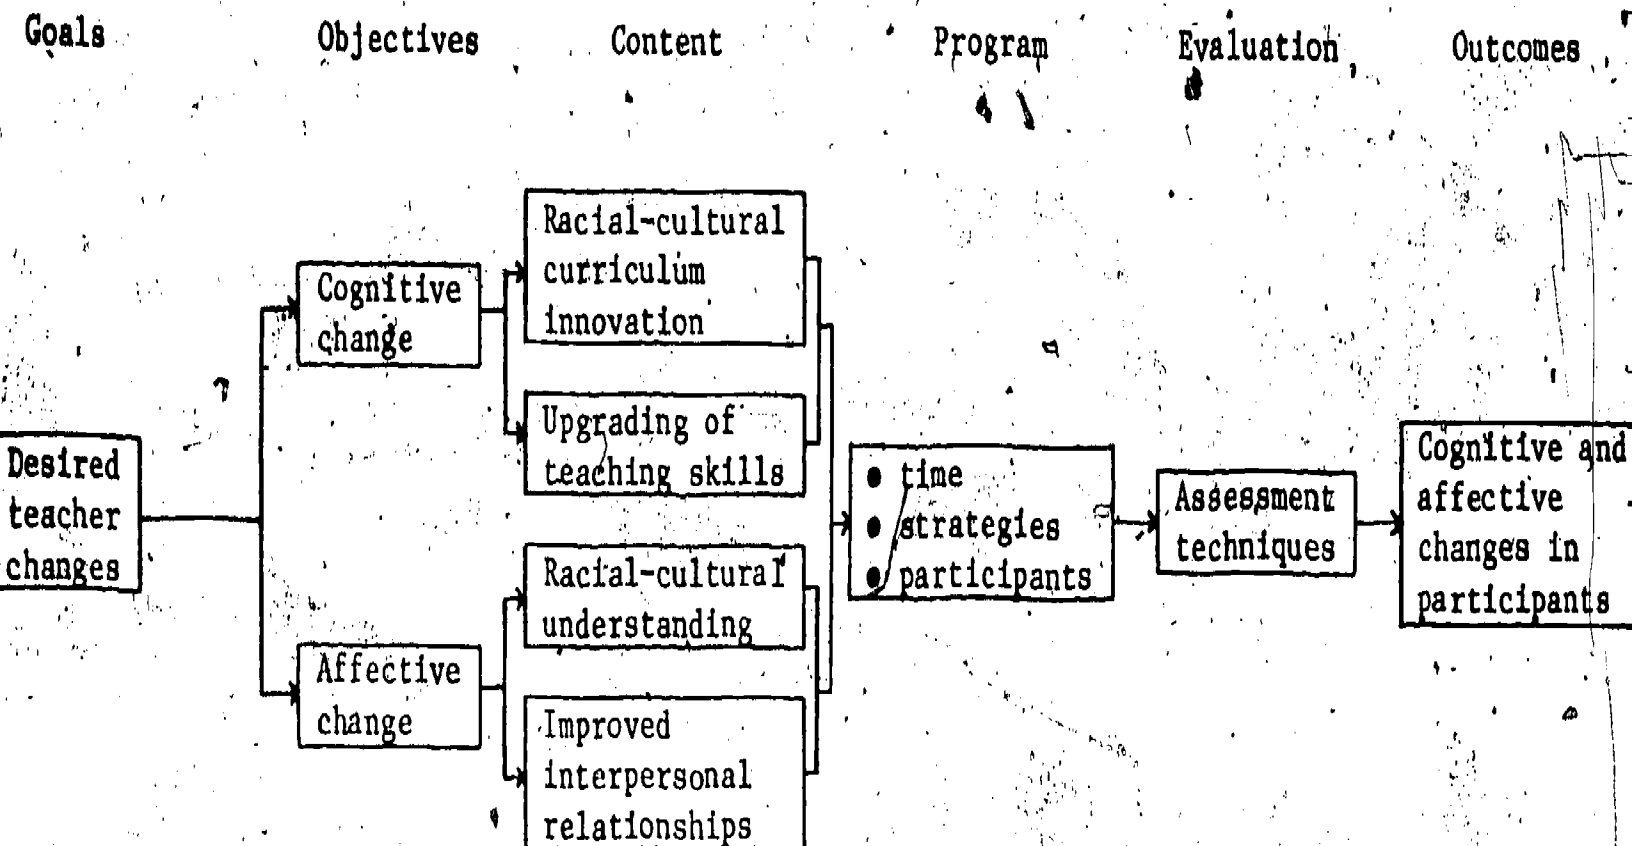 Goals Objectives Content Program Evaluation Outcomes
Desired
teacher
changes
Cognitive
change
Affective
change
Racial-cultural
curriculum
innovation
Upgrading of
teaching skills
Racial-cultural
understanding
Improved
interpersonal
relationships
● time
● strategies
● participants
Assessment
techniques
Cognitive and
affective
changes in
participants